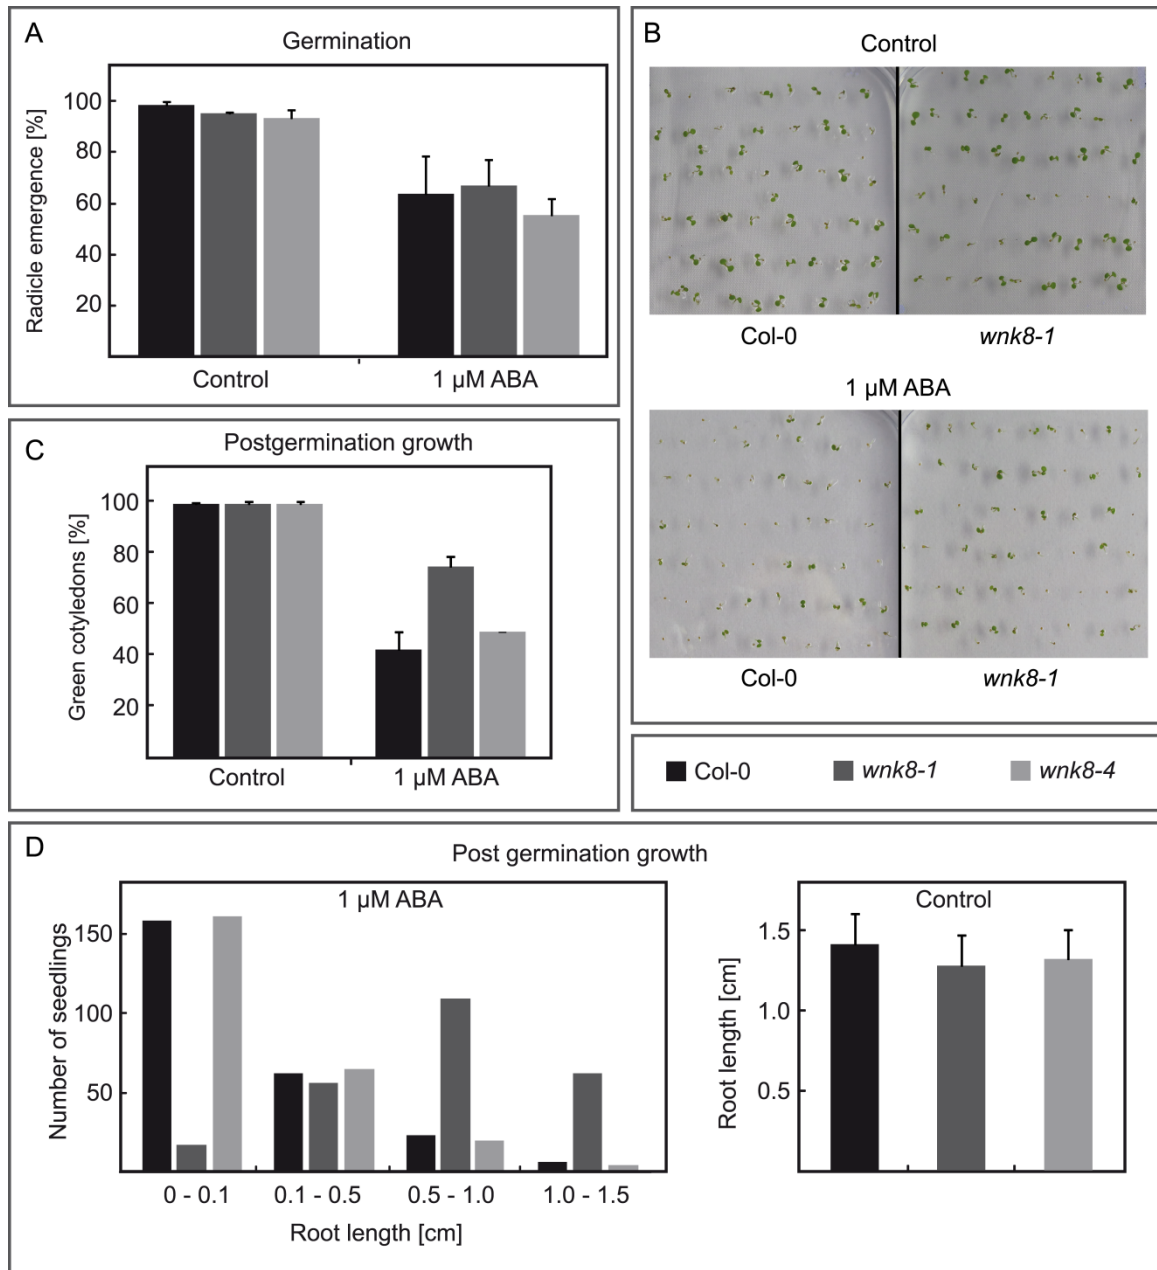 A
Germination
Radicle emergence [%]
100
80
60
40
20
Control
1 µM ABA
B
Control
Col-0
wnk8-1
1 µM ABA
Col-0
wnk8-1
C
Postgermination growth
Green cotyledons [%]
100
80
60
40
20
Control
1 µM ABA
Col-0
wnk8-1
wnk8-4
D
Post germination growth
1 µM ABA
Number of seedlings
150
100
50
0 - 0.1
0.1 - 0.5
0.5 - 1.0
1.0 - 1.5
Root length [cm]
Control
Root length [cm]
1.5
1.0
0.5